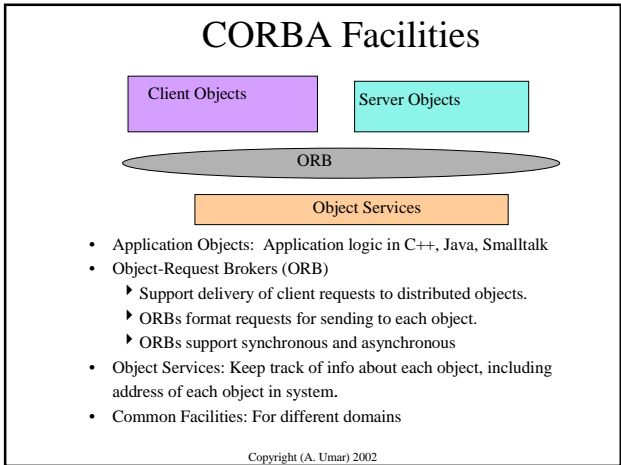 CORBA Facilities
Client Objects
Server Objects
ORB
Object Services
• Application Objects: Application logic in C++, Java, Smalltalk
• Object-Request Brokers (ORB)
Support delivery of client requests to distributed objects.
ORBs format requests for sending to each object.
ORBs support synchronous and asynchronous
• Object Services: Keep track of info about each object, including
address of each object in system.
• Common Facilities: For different domains
Copyright (A. Umar) 2002